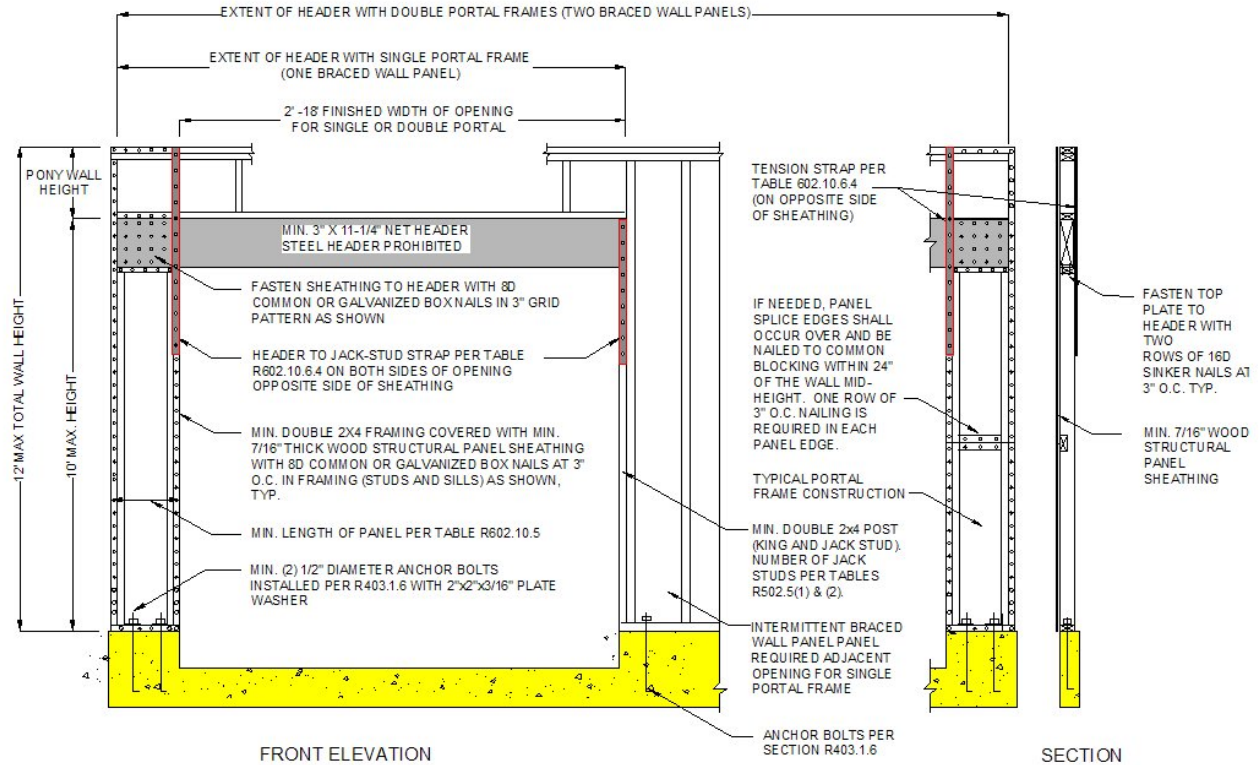 EXTENT OF HEADER WITH DOUBLE PORTAL FRAMES (TWO BRACED WALL PANELS)
EXTENT OF HEADER WITH SINGLE PORTAL FRAME
(ONE BRACED WALL PANEL)
2' -18' FINISHED WIDTH OF OPENING
FOR SINGLE OR DOUBLE PORTAL
PONY WALL
HEIGHT
12' MAX TOTAL WALL HEIGHT
10' MAX. HEIGHT
MIN. 3" X 11-1/4" NET HEADER
STEEL HEADER PROHIBITED
FASTEN SHEATHING TO HEADER WITH 8D
COMMON OR GALVANIZED BOX NAILS IN 3" GRID
PATTERN AS SHOWN
HEADER TO JACK-STUD STRAP PER TABLE
R602.10.6.4 ON BOTH SIDES OF OPENING
OPPOSITE SIDE OF SHEATHING
MIN. DOUBLE 2X4 FRAMING COVERED WITH MIN.
7/16" THICK WOOD STRUCTURAL PANEL SHEATHING
WITH 8D COMMON OR GALVANIZED BOX NAILS AT 3"
O.C. IN FRAMING (STUDS AND SILLS) AS SHOWN,
TYP.
MIN. LENGTH OF PANEL PER TABLE R602.10.5
MIN. (2) 1/2" DIAMETER ANCHOR BOLTS
INSTALLED PER R403.1.6 WITH 2"x2"x3/16" PLATE
WASHER
TENSION STRAP PER
TABLE 602.10.6.4
(ON OPPOSITE SIDE
OF SHEATHING)
IF NEEDED, PANEL
SPLICE EDGES SHALL
OCCUR OVER AND BE
NAILED TO COMMON
BLOCKING WITHIN 24"
OF THE WALL MID-
HEIGHT. ONE ROW OF
3" O.C. NAILING IS
REQUIRED IN EACH
PANEL EDGE.
TYPICAL PORTAL
FRAME CONSTRUCTION
MIN. DOUBLE 2x4 POST
(KING AND JACK STUD).
NUMBER OF JACK
STUDS PER TABLES
R502.5(1) & (2).
INTERMITTENT BRACED
WALL PANEL PANEL
REQUIRED ADJACENT
OPENING FOR SINGLE
PORTAL FRAME
ANCHOR BOLTS PER
SECTION R403.1.6
FASTEN TOP
PLATE TO
HEADER WITH
TWO
ROWS OF 16D
SINKER NAILS AT
3" O.C. TYP.
MIN. 7/16" WOOD
STRUCTURAL
PANEL
SHEATHING
FRONT ELEVATION
SECTION